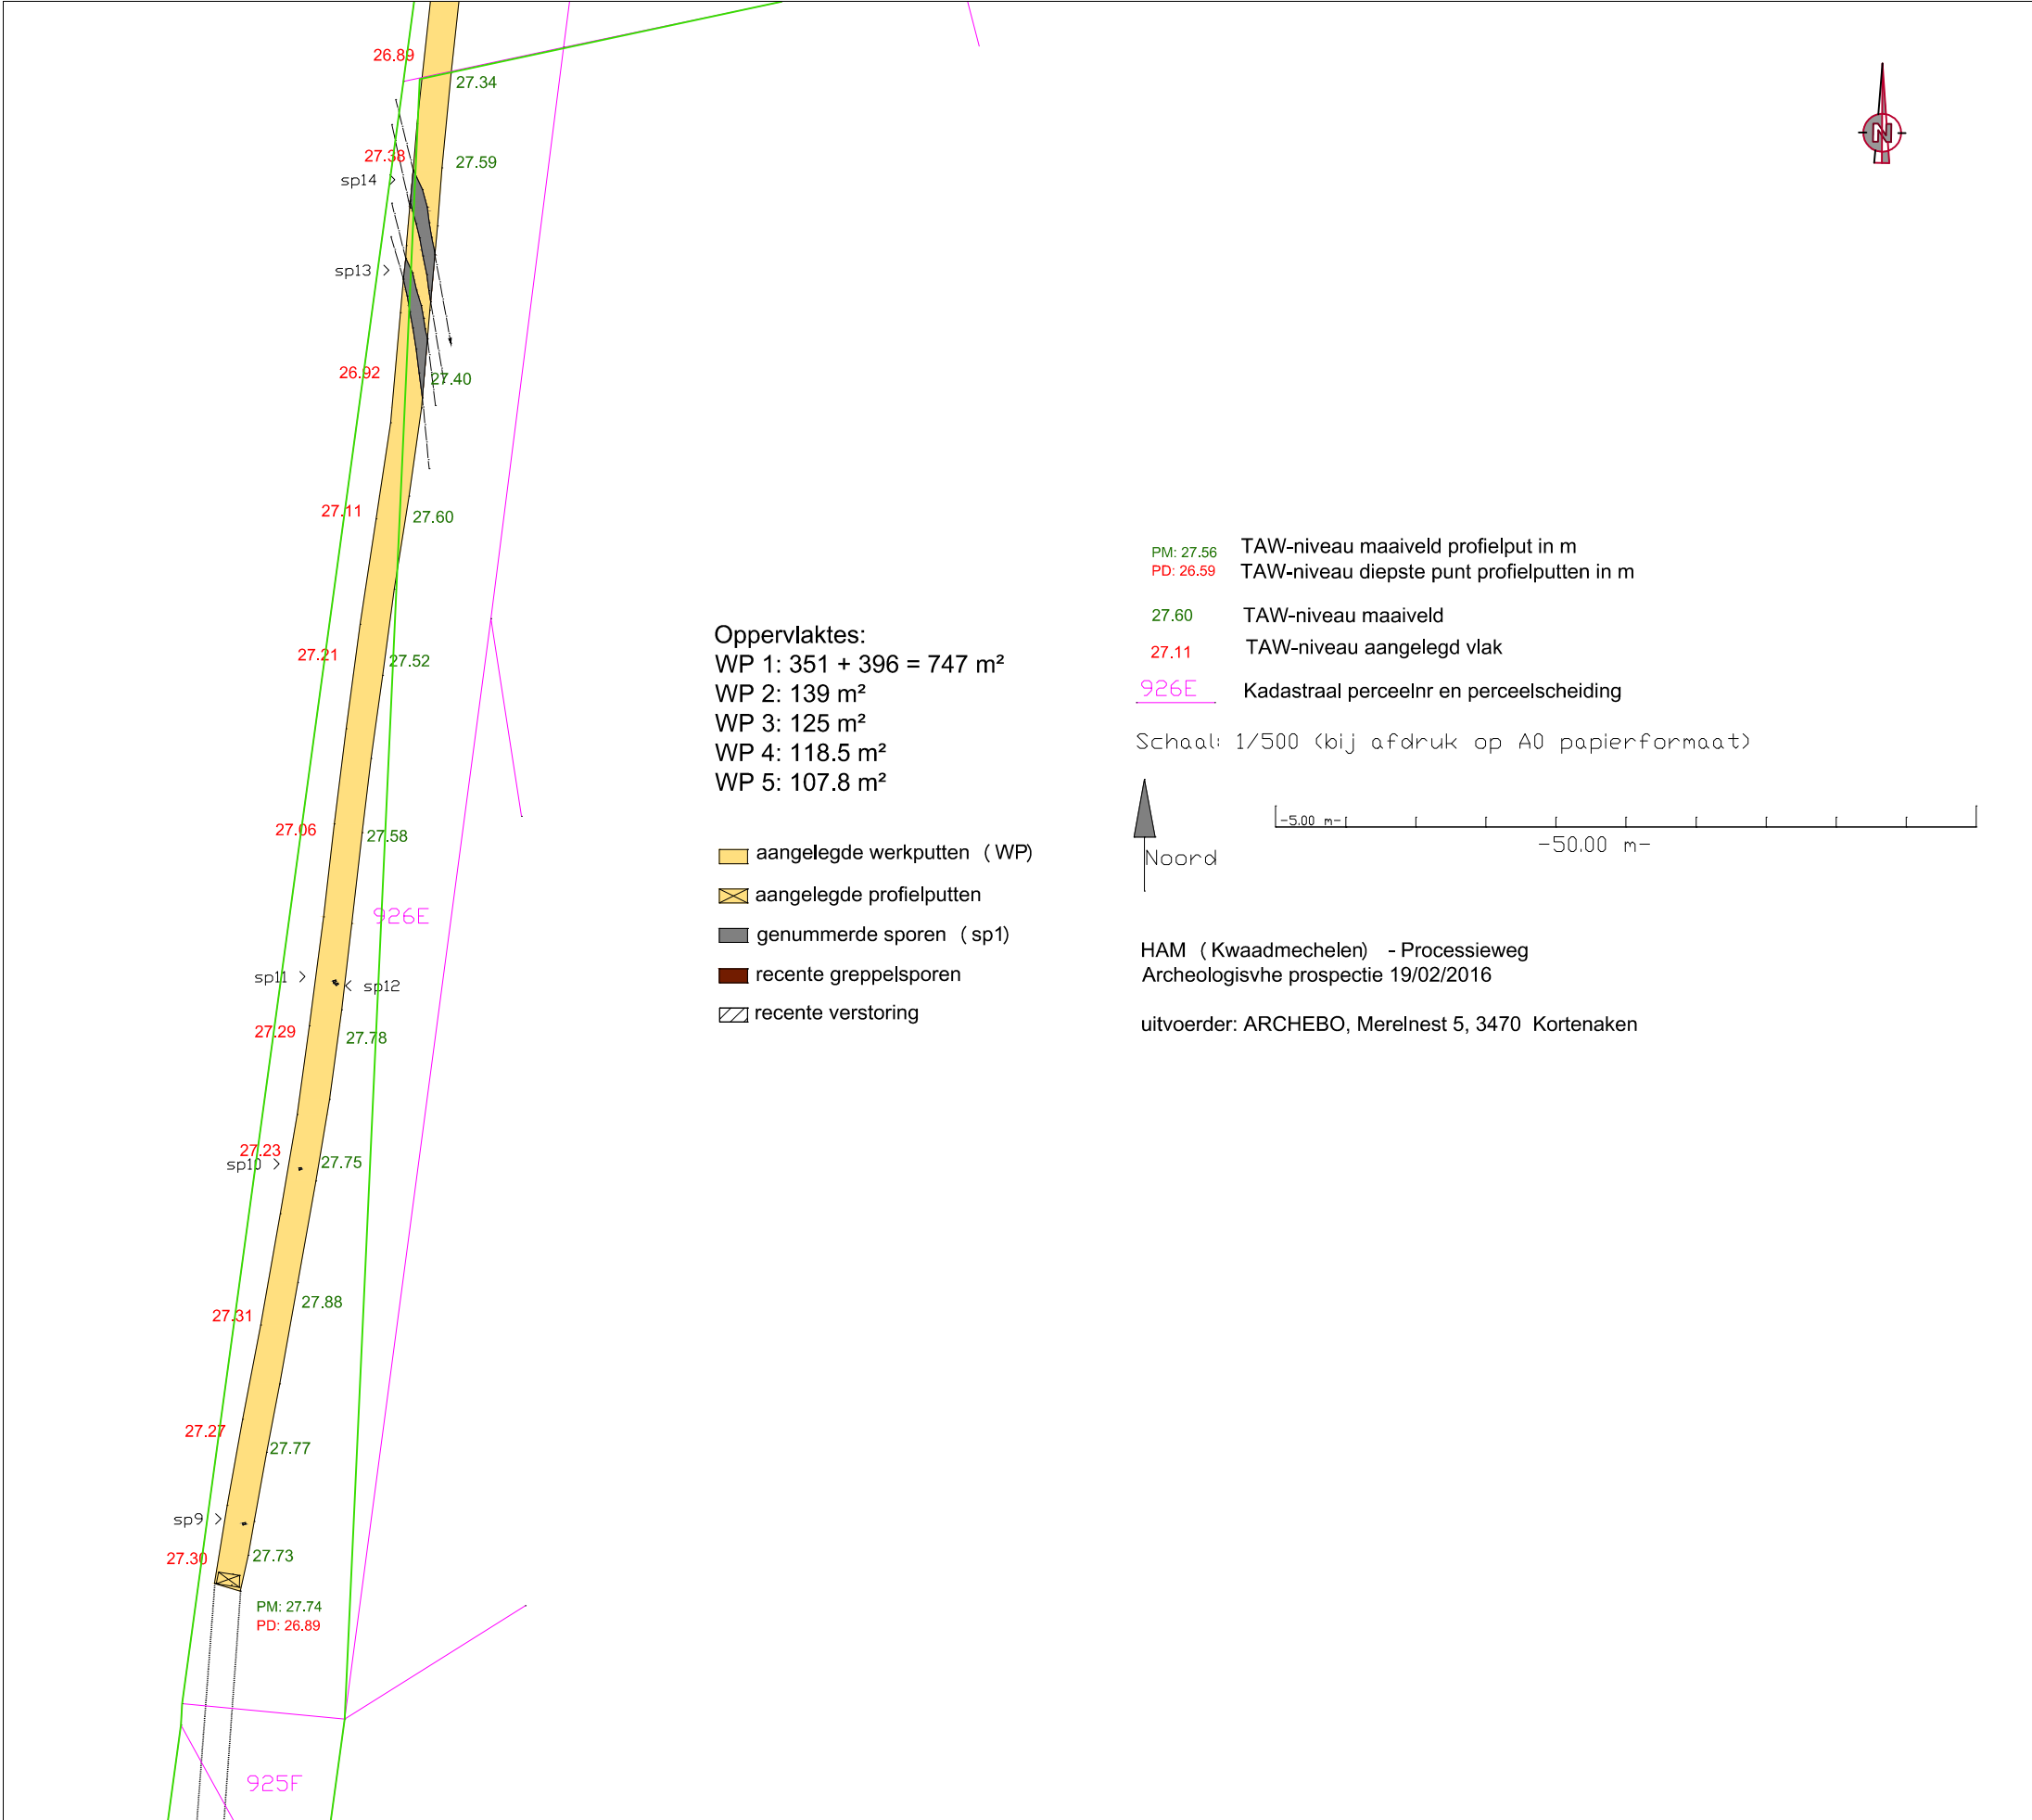 26.89
27.34
N
27.38
27.59
sp14
sp13
26.92
27.40
27.11
27.60
27.21
27.52
27.06
27.58
926E
sp11
sp12
27.29
27.78
27.23
sp10
27.75
27.31
27.88
27.27
27.77
sp9
27.30
27.73
PM: 27.74
PD: 26.89
925F
Oppervlaktes:
WP 1: 351 + 396 = 747 m²
WP 2: 139 m²
WP 3: 125 m²
WP 4: 118.5 m²
WP 5: 107.8 m²
aangelegde werkputten (WP)
aangelegde profielputten
genummerde sporen (sp1)
recente greppelsporen
recente verstoring
PM: 27.56 TAW-niveau maaiveld profielput in m
PD: 26.59 TAW-niveau diepste punt profielputten in m
27.60 TAW-niveau maaiveld
27.11 TAW-niveau aangelegd vlak
926E Kadastraal perceelnr en perceelscheiding
Schaal: 1/500 (bij afdruk op A0 papierformaat)
-5.00 m-
-50.00 m-
Noord
HAM (Kwaadmechelen) - Processieweg
Archeologisvhe prospectie 19/02/2016
uitvoerder: ARCHEBO, Merelnest 5, 3470 Kortenaken